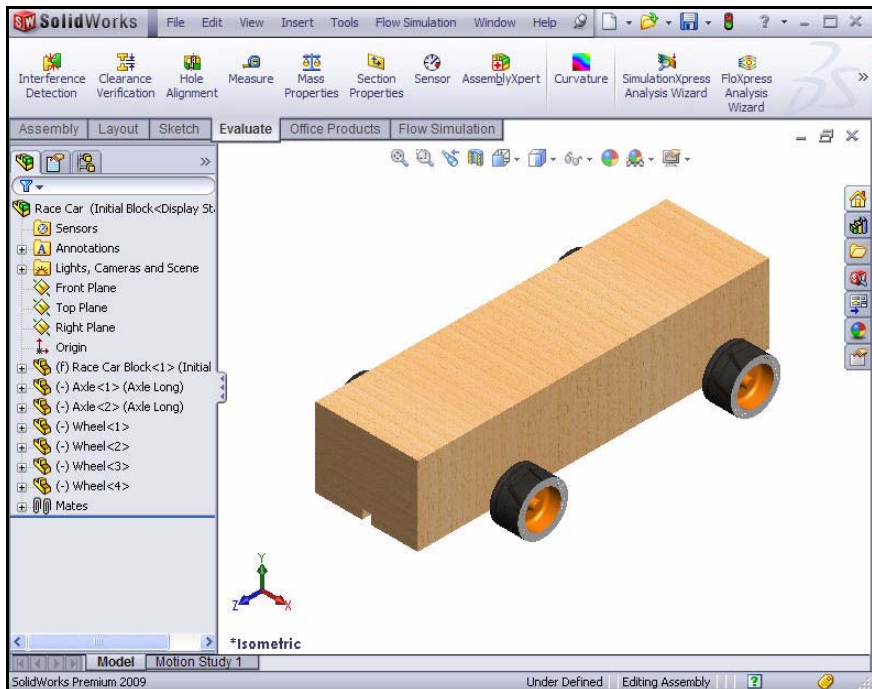 SolidWorks File Edit View Insert Tools Flow Simulation Window Help ?
Interference Detection
Clearance Verification
Hole Alignment
Measure
Mass Properties
Section Properties
Sensor
AssemblyXpert
Curvature
SimulationXpress Analysis Wizard
FloXpress Analysis Wizard
Assembly Layout Sketch Evaluate Office Products Flow Simulation
Race Car (Initial Block<Display St
Sensors
Annotations
Lights, Cameras and Scene
Front Plane
Top Plane
Right Plane
Origin
(f) Race Car Block<1> (Initial
(-) Axle<1> (Axle Long)
(-) Axle<2> (Axle Long)
(-) Wheel<1>
(-) Wheel<2>
(-) Wheel<3>
(-) Wheel<4>
Mates
Y
Z X
*Isometric
Model Motion Study 1
SolidWorks Premium 2009 Under Defined Editing Assembly ?